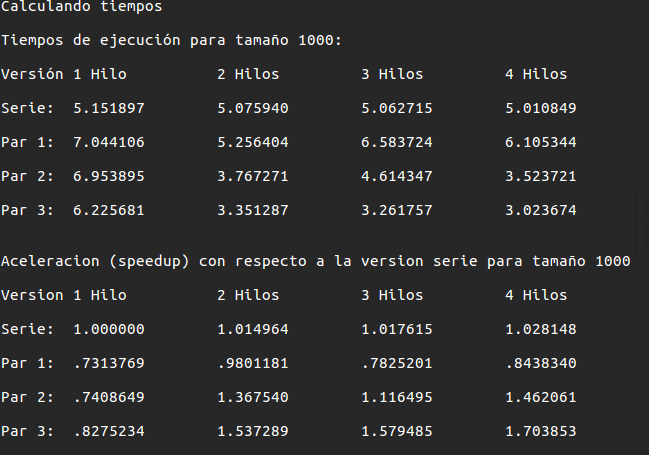 Calculando tiempos
Tiempos de ejecución para tamaño 1000:
Versión 1 Hilo 2 Hilos 3 Hilos 4 Hilos
Serie: 5.151897 5.075940 5.062715 5.010849
Par 1: 7.044106 5.256404 6.583724 6.105344
Par 2: 6.953895 3.767271 4.614347 3.523721
Par 3: 6.225681 3.351287 3.261757 3.023674
Aceleracion (speedup) con respecto a la version serie para tamaño 1000
Version 1 Hilo 2 Hilos 3 Hilos 4 Hilos
Serie: 1.000000 1.014964 1.017615 1.028148
Par 1: .7313769 .9801181 .7825201 .8438340
Par 2: .7408649 1.367540 1.116495 1.462061
Par 3: .8275234 1.537289 1.579485 1.703853